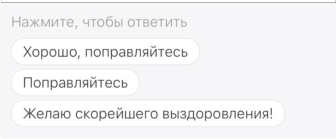 Нажмите, чтобы ответить
Хорошо, поправляйтесь
Поправляйтесь
Желаю скорейшего выздоровления!